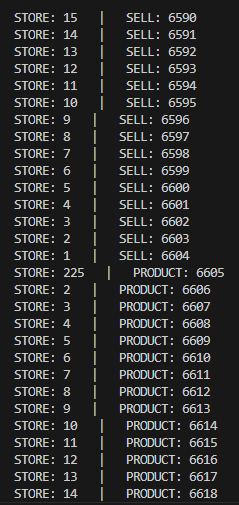 STORE: 15 | SELL: 6590
STORE: 14 | SELL: 6591
STORE: 13 | SELL: 6592
STORE: 12 | SELL: 6593
STORE: 11 | SELL: 6594
STORE: 10 | SELL: 6595
STORE: 9 | SELL: 6596
STORE: 8 | SELL: 6597
STORE: 7 | SELL: 6598
STORE: 6 | SELL: 6599
STORE: 5 | SELL: 6600
STORE: 4 | SELL: 6601
STORE: 3 | SELL: 6602
STORE: 2 | SELL: 6603
STORE: 1 | SELL: 6604
STORE: 225 | PRODUCT: 6605
STORE: 2 | PRODUCT: 6606
STORE: 3 | PRODUCT: 6607
STORE: 4 | PRODUCT: 6608
STORE: 5 | PRODUCT: 6609
STORE: 6 | PRODUCT: 6610
STORE: 7 | PRODUCT: 6611
STORE: 8 | PRODUCT: 6612
STORE: 9 | PRODUCT: 6613
STORE: 10 | PRODUCT: 6614
STORE: 11 | PRODUCT: 6615
STORE: 12 | PRODUCT: 6616
STORE: 13 | PRODUCT: 6617
STORE: 14 | PRODUCT: 6618